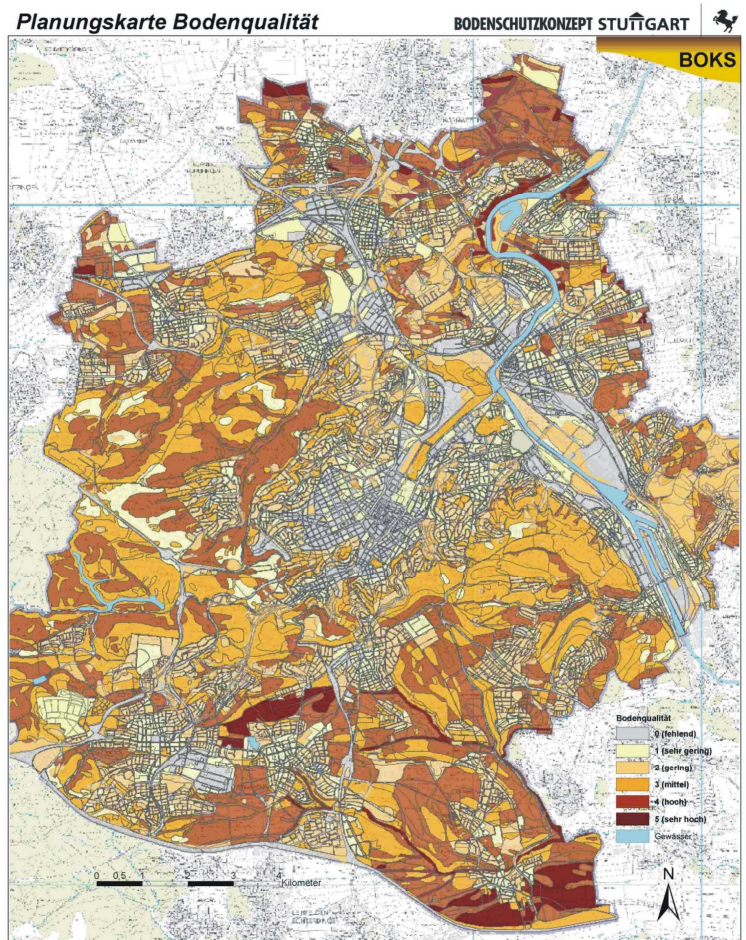 Planungskarte Bodenqualität
BODENSCHUTZKONZEPT STUTTGART
BOKS
Bodenqualität
0 (fehlend)
1 (sehr gering)
2 (gering)
3 (mittel)
4 (hoch)
5 (sehr hoch)
Gewässer
0 0,5 1 2 3 4
Kilometer
N